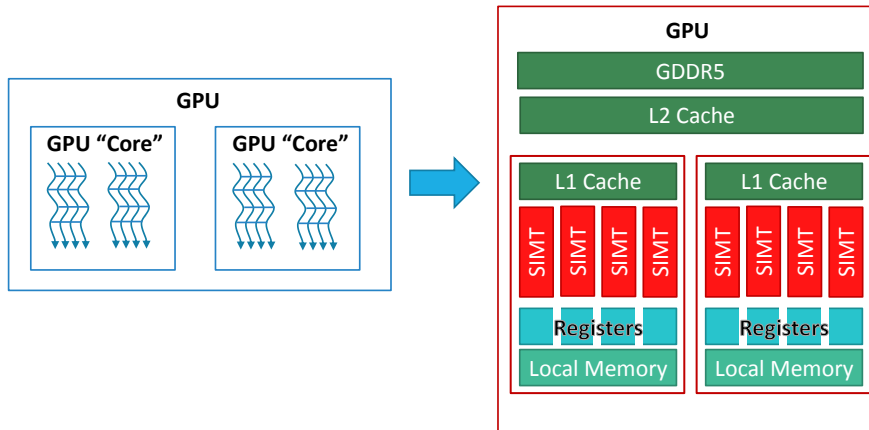 GPU
GPU “Core”
GPU “Core”
GPU
GDDR5
L2 Cache
L1 Cache
SIMT
SIMT
SIMT
SIMT
Registers
Local Memory
L1 Cache
SIMT
SIMT
SIMT
SIMT
Registers
Local Memory